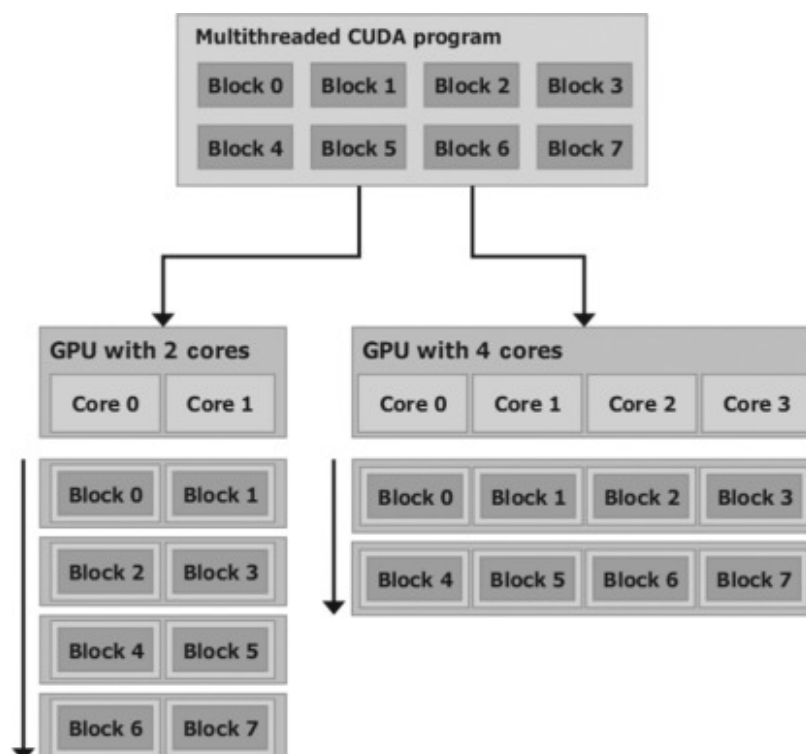 Multithreaded CUDA program
Block 0 Block 1 Block 2 Block 3
Block 4 Block 5 Block 6 Block 7
GPU with 2 cores
Core 0 Core 1
Block 0 Block 1
Block 2 Block 3
Block 4 Block 5
Block 6 Block 7
GPU with 4 cores
Core 0 Core 1 Core 2 Core 3
Block 0 Block 1 Block 2 Block 3
Block 4 Block 5 Block 6 Block 7